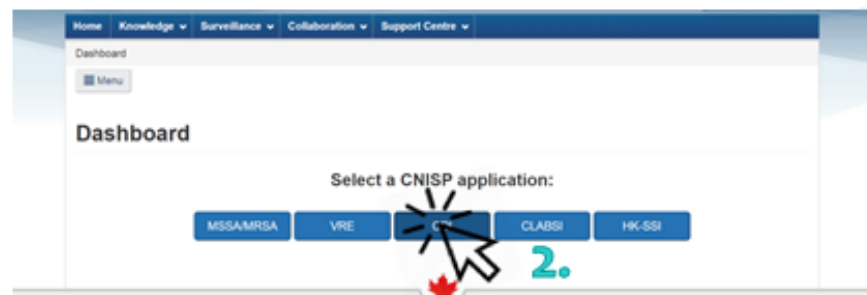 Home Knowledge Surveillance Collaboration Support Centre
Dashboard
Menu
Dashboard
Select a CNISP application:
MSSA/MRSA VRE CLABSI HK-SSI
2.